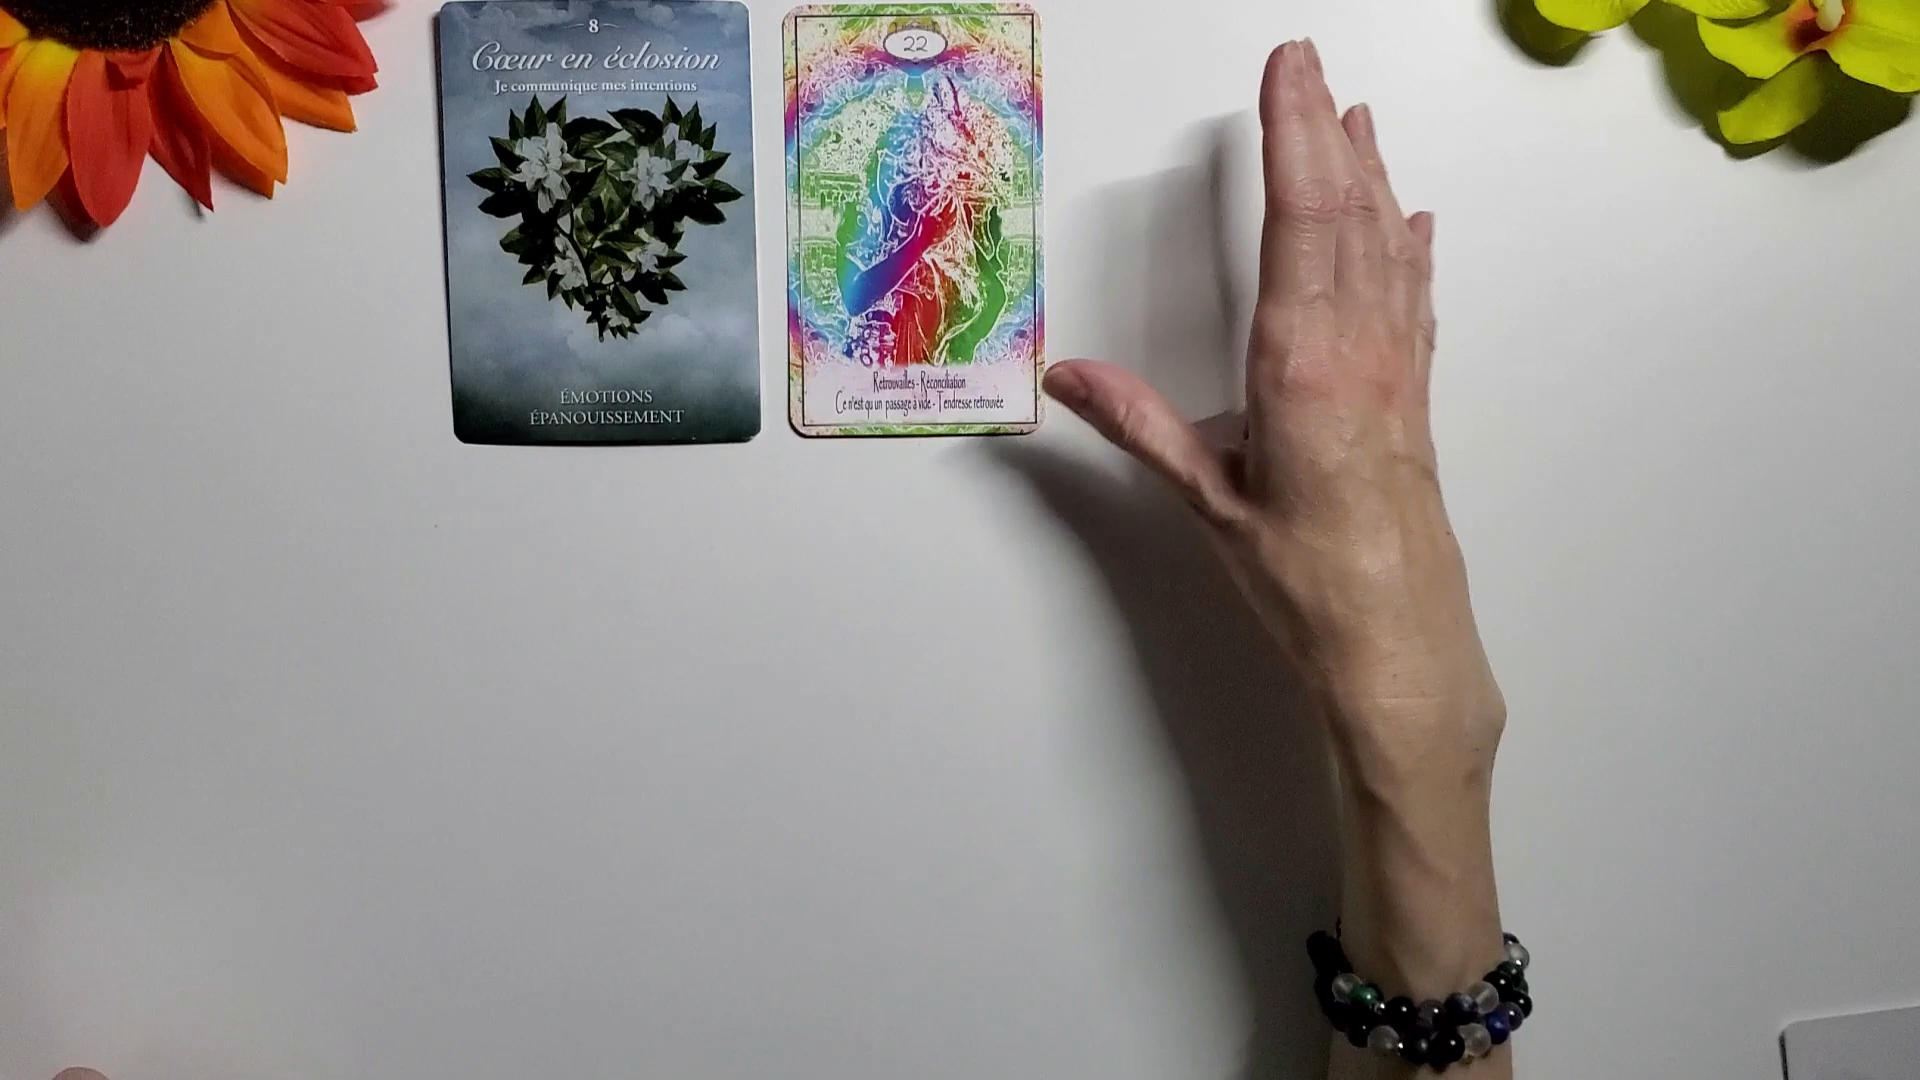 8
Cœur en éclosion
Je communique mes intentions
ÉMOTIONS
ÉPANOUISSEMENT
22
Retrouvailles - Réconciliation
Ce n'est qu'un passage à vide - Tendresse retrouvée